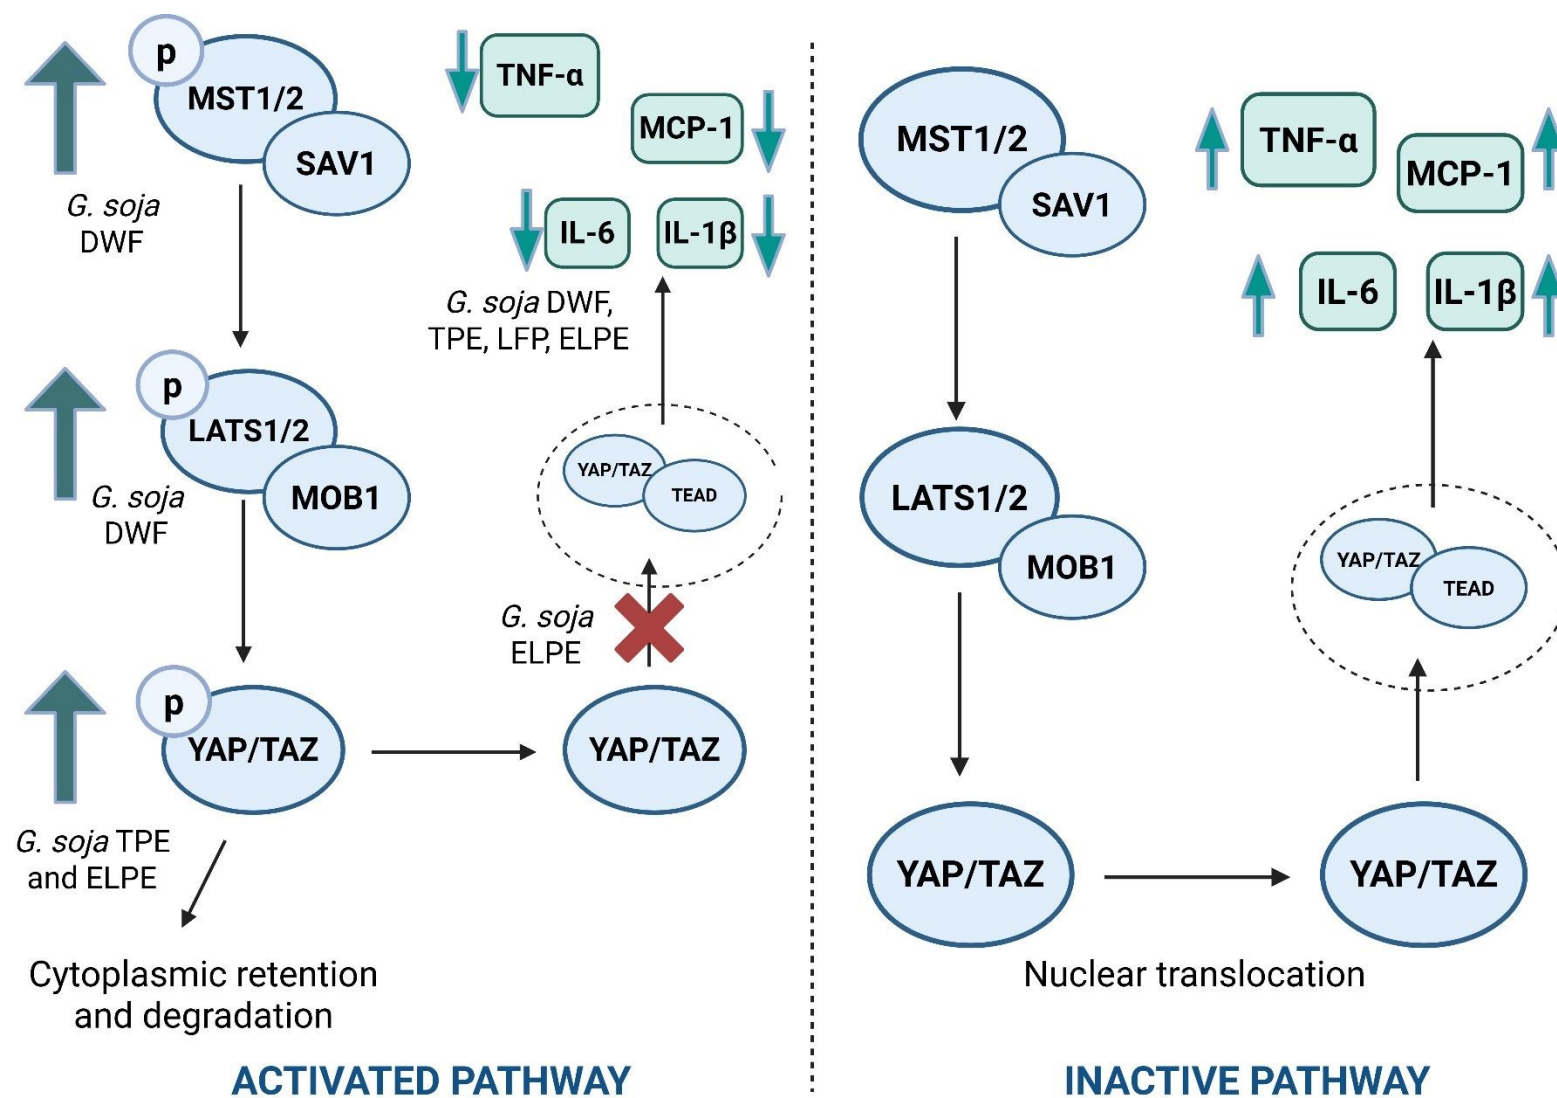 p
MST1/2
SAV1
G. soja
DWF
p
LATS1/2
MOB1
G. soja
DWF
p
YAP/TAZ
G. soja TPE
and ELPE
Cytoplasmic retention
and degradation
TNF-α
MCP-1
IL-6
IL-1β
G. soja DWF,
TPE, LFP, ELPE
YAP/TAZ
TEAD
G. soja
ELPE
YAP/TAZ
ACTIVATED PATHWAY
MST1/2
SAV1
LATS1/2
MOB1
YAP/TAZ
Nuclear translocation
TNF-α
MCP-1
IL-6
IL-1β
YAP/TAZ
TEAD
YAP/TAZ
INACTIVE PATHWAY